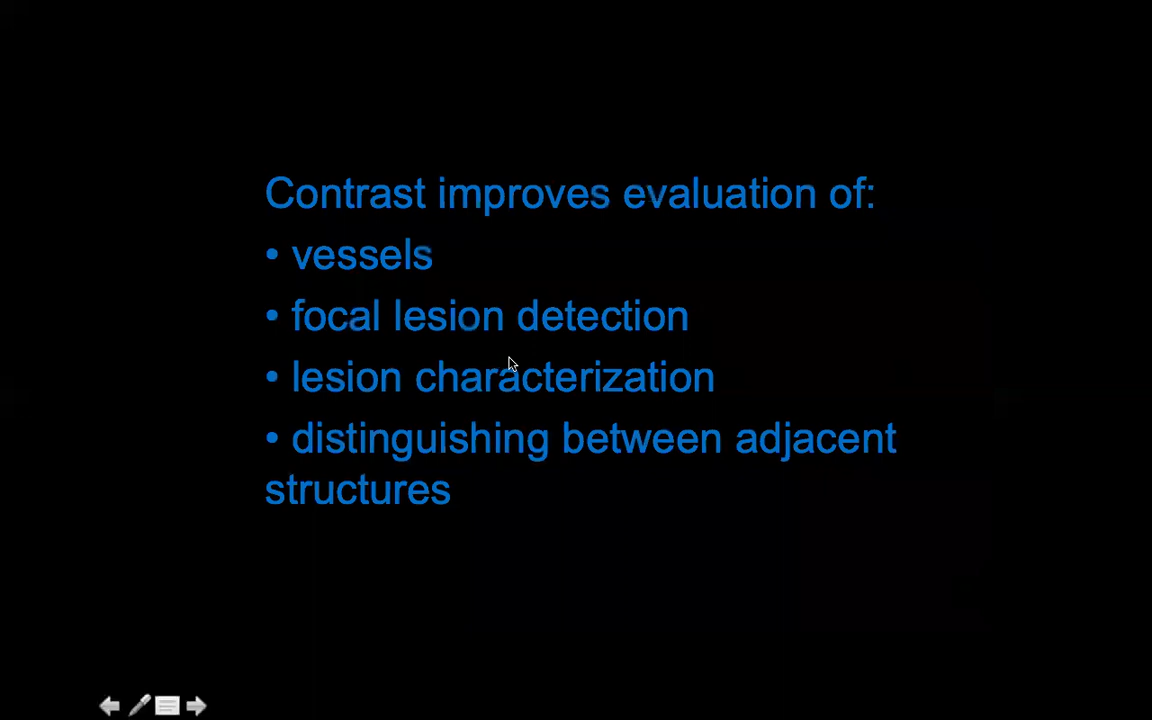 Contrast improves evaluation of:
• vessels
• focal lesion detection
• lesion characterization
• distinguishing between adjacent
structures